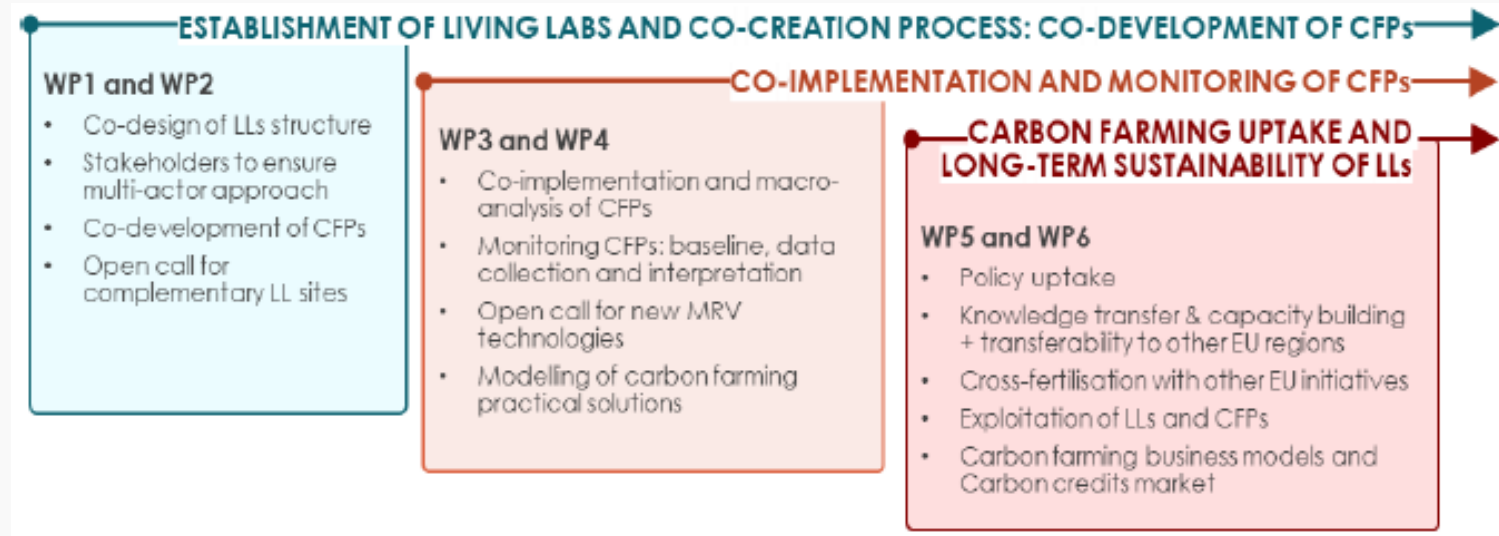 ESTABLISHMENT OF LIVING LABS AND CO-CREATION PROCESS: CO-DEVELOPMENT OF CFPs
WP1 and WP2
• Co-design of LLs structure
• Stakeholders to ensure
multi-actor approach
• Co-development of CFPs
• Open call for
complementary LL sites
CO-IMPLEMENTATION AND MONITORING OF CFPs
WP3 and WP4
• Co-implementation and macro-
analysis of CFPs
• Monitoring CFPs: baseline, data
collection and interpretation
• Open call for new MRV
technologies
• Modelling of carbon farming
practical solutions
CARBON FARMING UPTAKE AND
LONG-TERM SUSTAINABILITY OF LLs
WP5 and WP6
• Policy uptake
• Knowledge transfer & capacity building
+ transferability to other EU regions
• Cross-fertilisation with other EU initiatives
• Exploitation of LLs and CFPs
• Carbon farming business models and
Carbon credits market